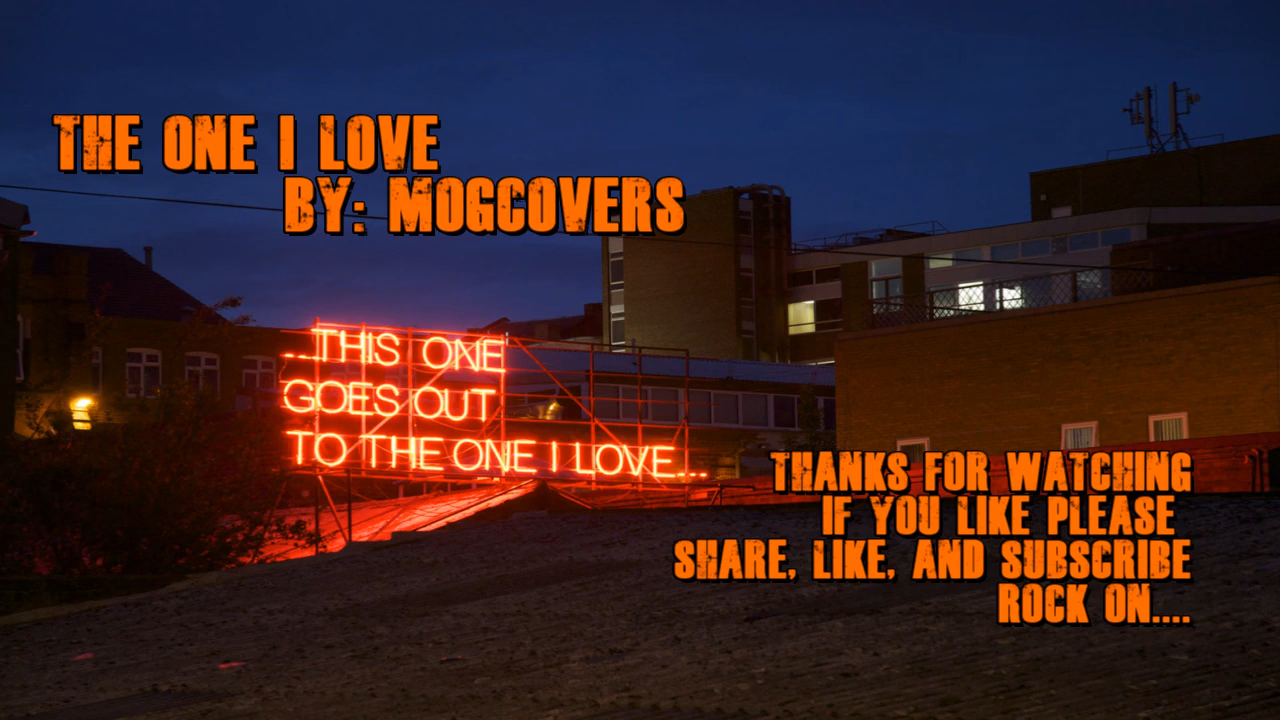 THE ONE I LOVE
BY: MOGCOVERS
...THIS ONE
GOES OUT
TO THE ONE I LOVE...
THANKS FOR WATCHING
IF YOU LIKE PLEASE
SHARE, LIKE, AND SUBSCRIBE
ROCK ON....